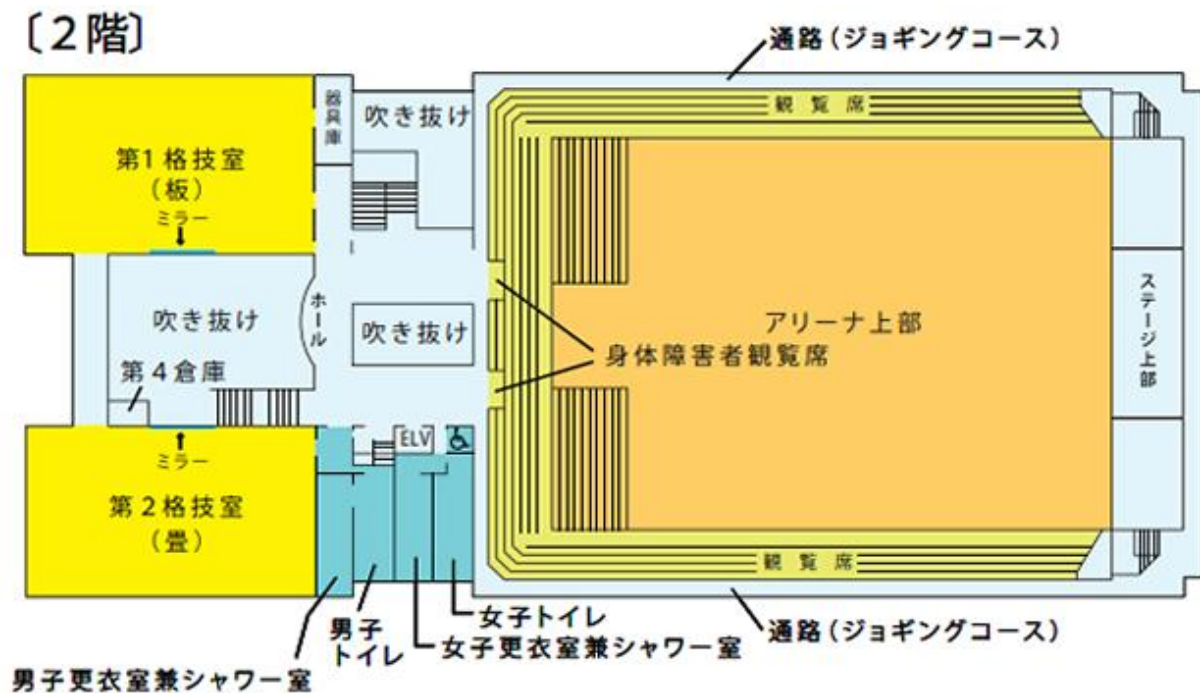 〔2階〕
通路（ジョギングコース）
器具庫
吹き抜け
観覧席
第1格技室
（板）
ミラー
吹き抜け
ホール
吹き抜け
アリーナ上部
身体障害者観覧席
ステージ上部
第4倉庫
ミラー
ELV
第2格技室
（畳）
観覧席
女子トイレ
男子
トイレ
女子更衣室兼シャワー室
通路（ジョギングコース）
男子更衣室兼シャワー室